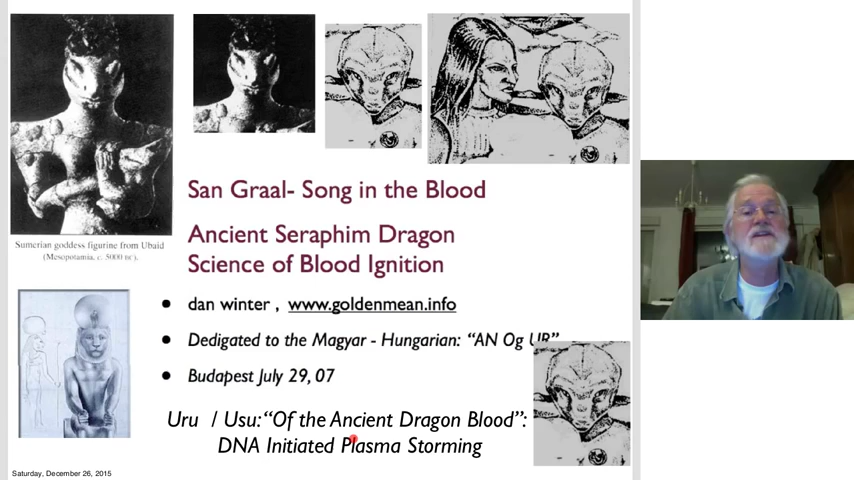 Sumerian goddess figurine from Ubaid
(Mesopotamia, c. 5000 BC).
San Graal- Song in the Blood
Ancient Seraphim Dragon
Science of Blood Ignition
• dan winter , www.goldenmean.info
• Dedigated to the Magyar - Hungarian: “AN Og UR”
• Budapest July 29, 07
Uru / Usu:“Of the Ancient Dragon Blood”:
DNA Initiated Plasma Storming
Saturday, December 26, 2015